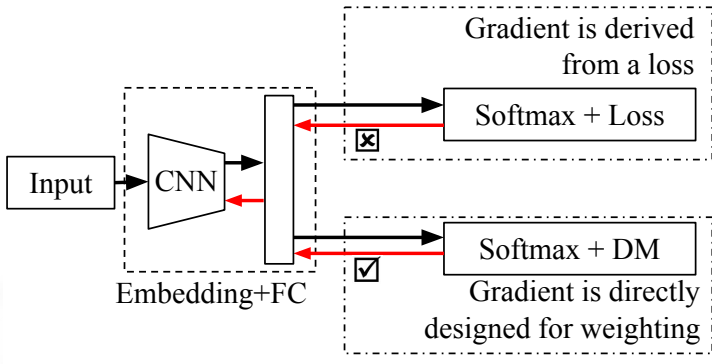 Gradient is derived
from a loss
Softmax + Loss
Input
CNN
Softmax + DM
Embedding+FC
Gradient is directly
designed for weighting